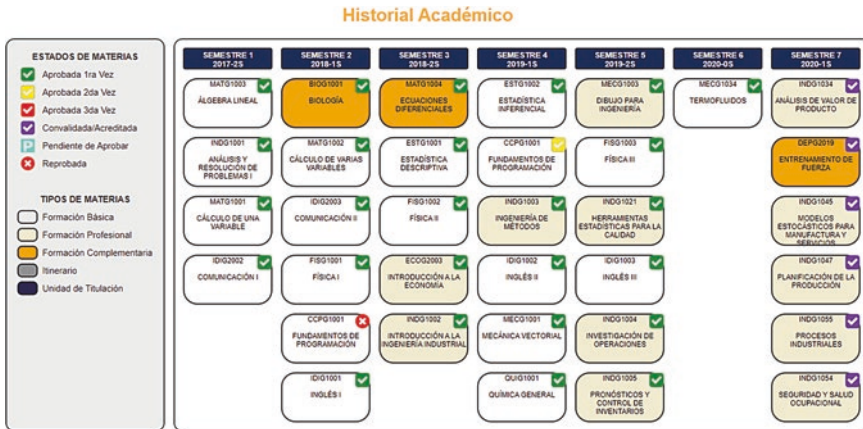 Historial Académico
ESTADOS DE MATERIAS
Aprobada 1ra Vez
Aprobada 2da Vez
Aprobada 3da Vez
Convalidada/Acreditada
P Pendiente de Aprobar
Reprobada
TIPOS DE MATERIAS
Formación Básica
Formación Profesional
Formación Complementaria
Itinerario
Unidad de Titulación
SEMESTRE 1
2017-2S
MATG1003
ÁLGEBRA LINEAL
INDG1001
ANÁLISIS Y
RESOLUCIÓN DE
PROBLEMAS I
MATG1001
CÁLCULO DE UNA
VARIABLE
IDIG2002
COMUNICACIÓN I
SEMESTRE 2
2018-1S
BIOG1001
BIOLOGÍA
MATG1002
CÁLCULO DE VARIAS
VARIABLES
IDIG2003
COMUNICACIÓN II
FISG1001
FÍSICA I
CCPG1001
FUNDAMENTOS DE
PROGRAMACIÓN
IDIG1001
INGLÉS I
SEMESTRE 3
2018-2S
MATG1004
ECUACIONES
DIFERENCIALES
ESTG1001
ESTADÍSTICA
DESCRIPTIVA
FISG1002
FÍSICA II
ECOG2003
INTRODUCCIÓN A LA
ECONOMÍA
INDG1002
INTRODUCCIÓN A LA
INGENIERÍA INDUSTRIAL
SEMESTRE 4
2019-1S
ESTG1002
ESTADÍSTICA
INFERENCIAL
CCPG1001
FUNDAMENTOS DE
PROGRAMACIÓN
INDG1003
INGENIERÍA DE
MÉTODOS
IDIG1002
INGLÉS II
MECG1001
MECÁNICA VECTORIAL
QUIG1001
QUÍMICA GENERAL
SEMESTRE 5
2019-2S
MECG1003
DIBUJO PARA
INGENIERÍA
FISG1003
FÍSICA III
INDG1021
HERRAMIENTAS
ESTADÍSTICAS PARA LA
CALIDAD
IDIG1003
INGLÉS III
INDG1004
INVESTIGACIÓN DE
OPERACIONES
INDG1005
PRONÓSTICOS Y
CONTROL DE
INVENTARIOS
SEMESTRE 6
2020-0S
MECG1034
TERMOFLUIDOS
SEMESTRE 7
2020-1S
INDG1034
ANÁLISIS DE VALOR DE
PRODUCTO
DEPG2019
ENTRENAMIENTO DE
FUERZA
INDG1045
MODELOS
ESTOCÁSTICOS PARA
MANUFACTURA Y
SERVICIOS
INDG1047
PLANIFICACIÓN DE LA
PRODUCCIÓN
INDG1055
PROCESOS
INDUSTRIALES
INDG1054
SEGURIDAD Y SALUD
OCUPACIONAL